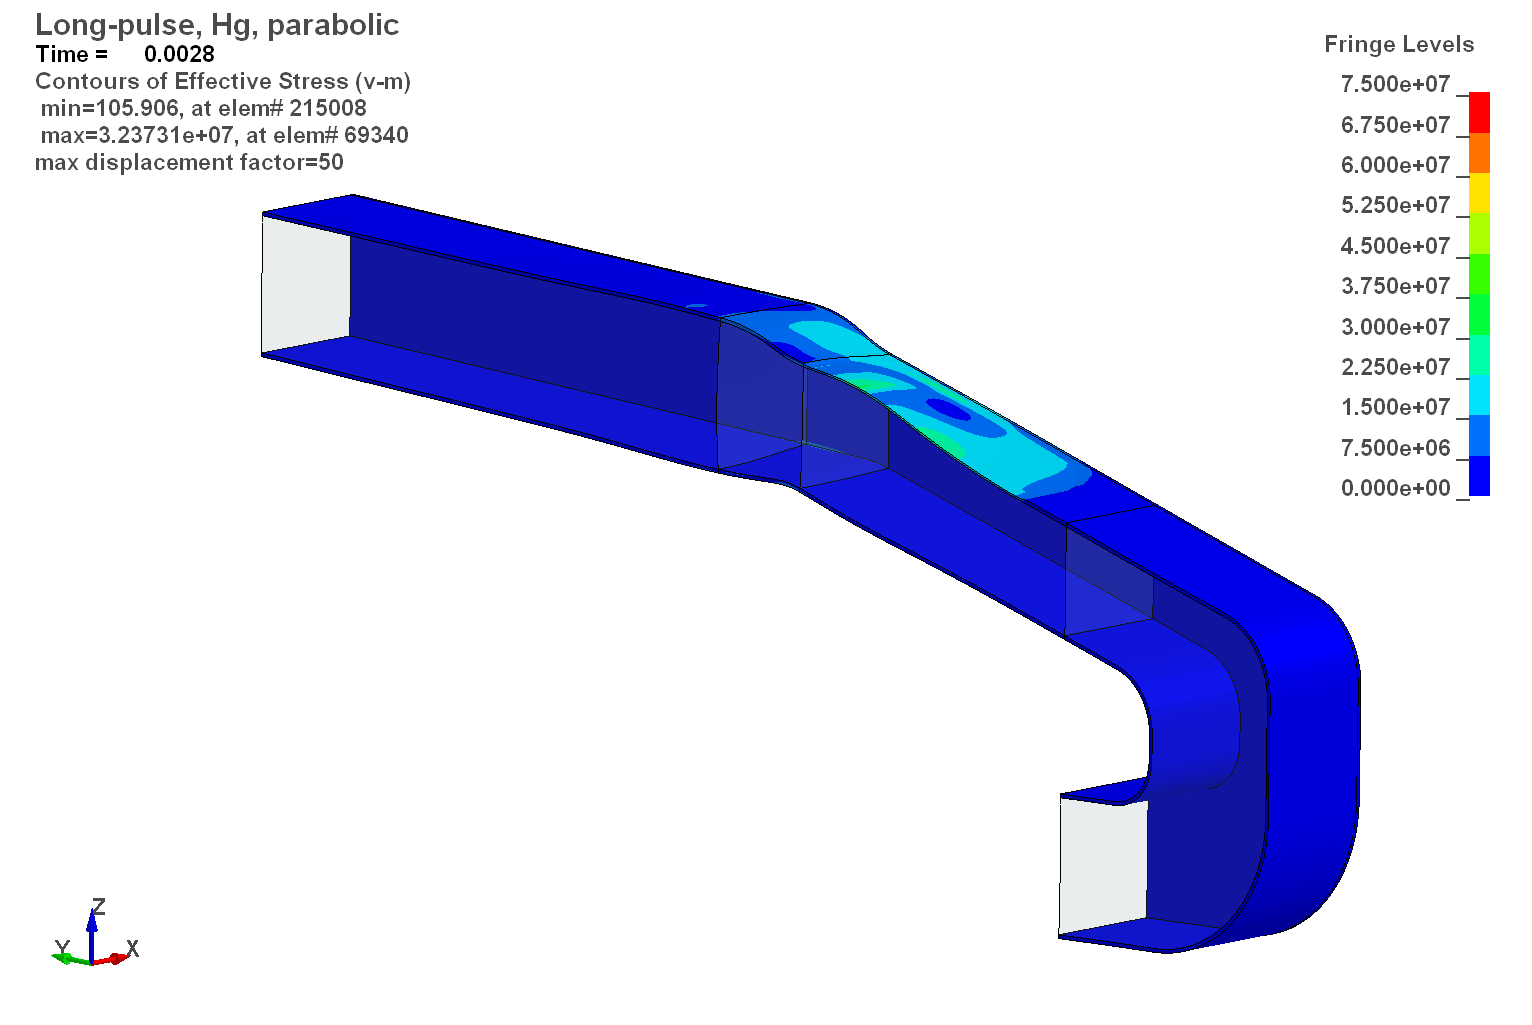 Long-pulse, Hg, parabolic
Time = 0.0028
Contours of Effective Stress (v-m)
min=105.906, at elem# 215008
max=3.23731e+07, at elem# 69340
max displacement factor=50
Fringe Levels
7.500e+07
6.750e+07
6.000e+07
5.250e+07
4.500e+07
3.750e+07
3.000e+07
2.250e+07
1.500e+07
7.500e+06
0.000e+00
Z
Y
X